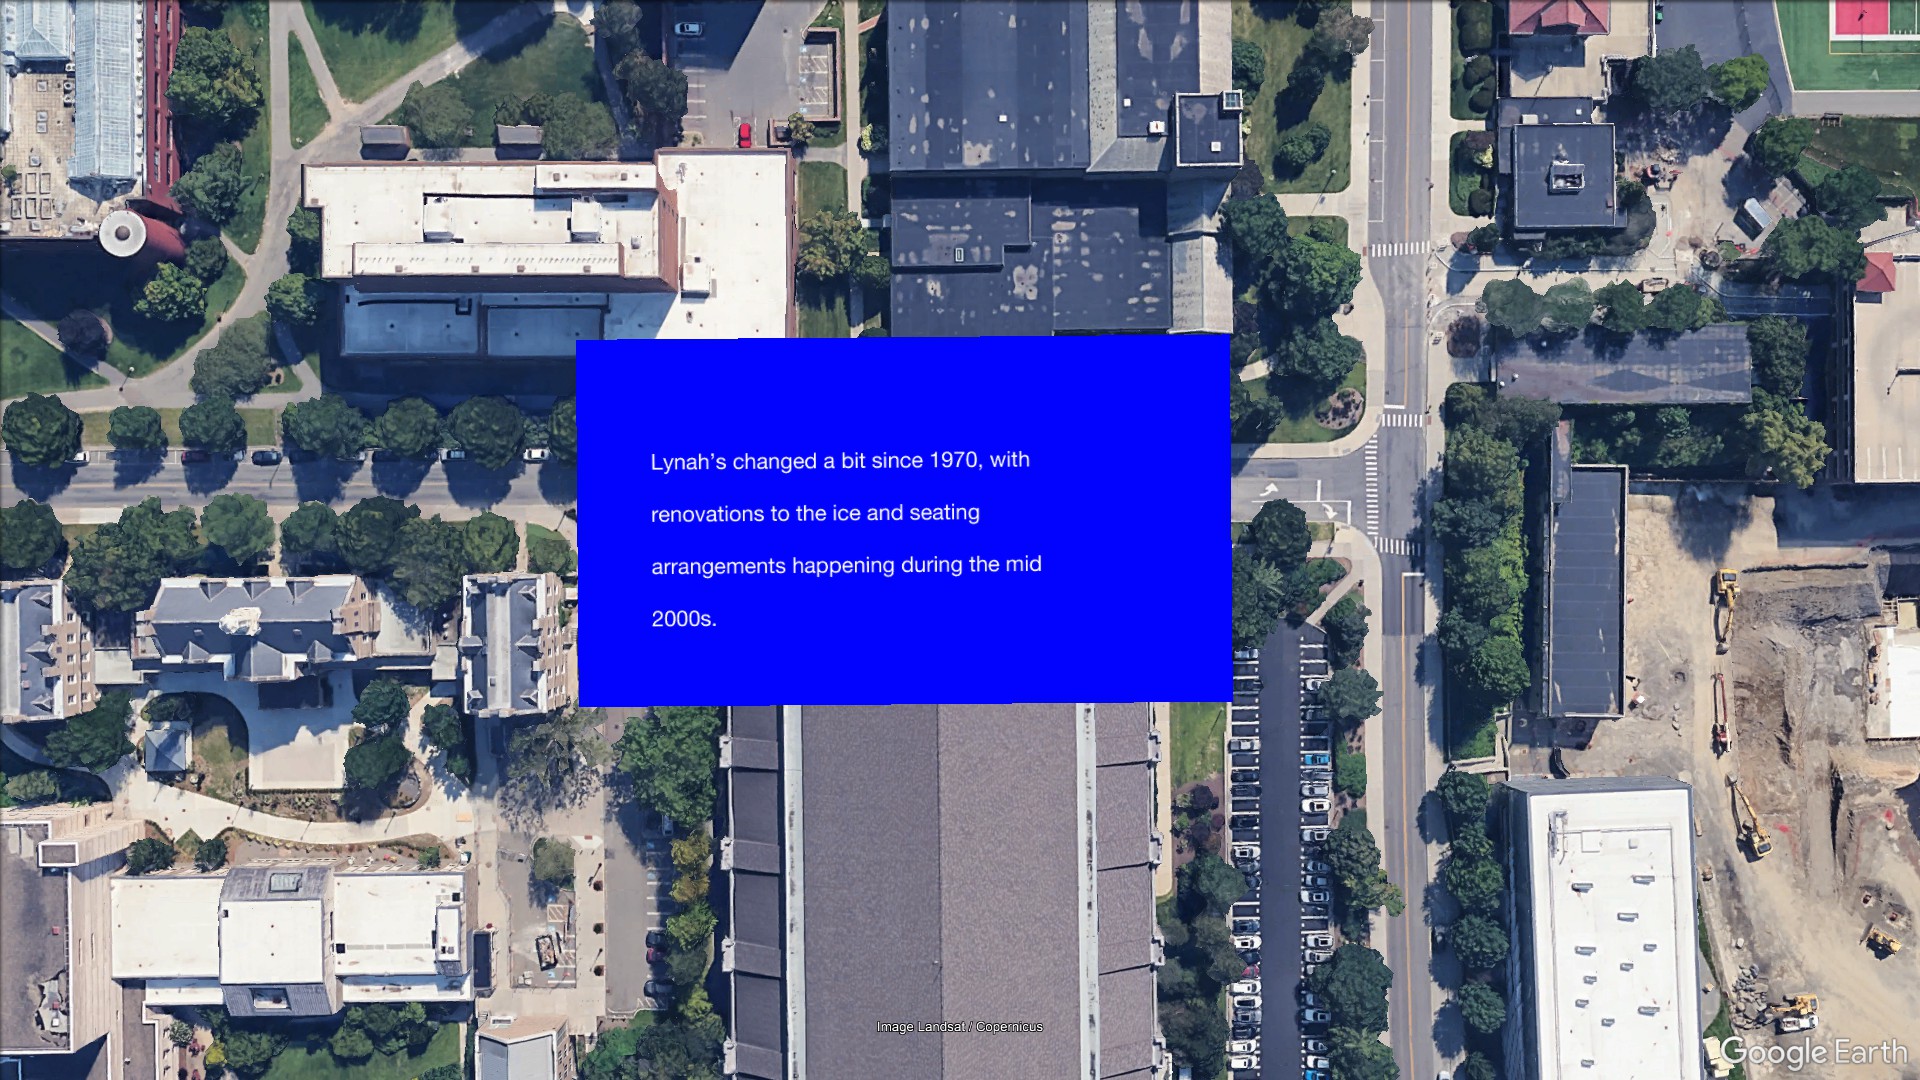 Lynah's changed a bit since 1970, with
renovations to the ice and seating
arrangements happening during the mid
2000s.
Image Landsat / Copernicus
Google Earth